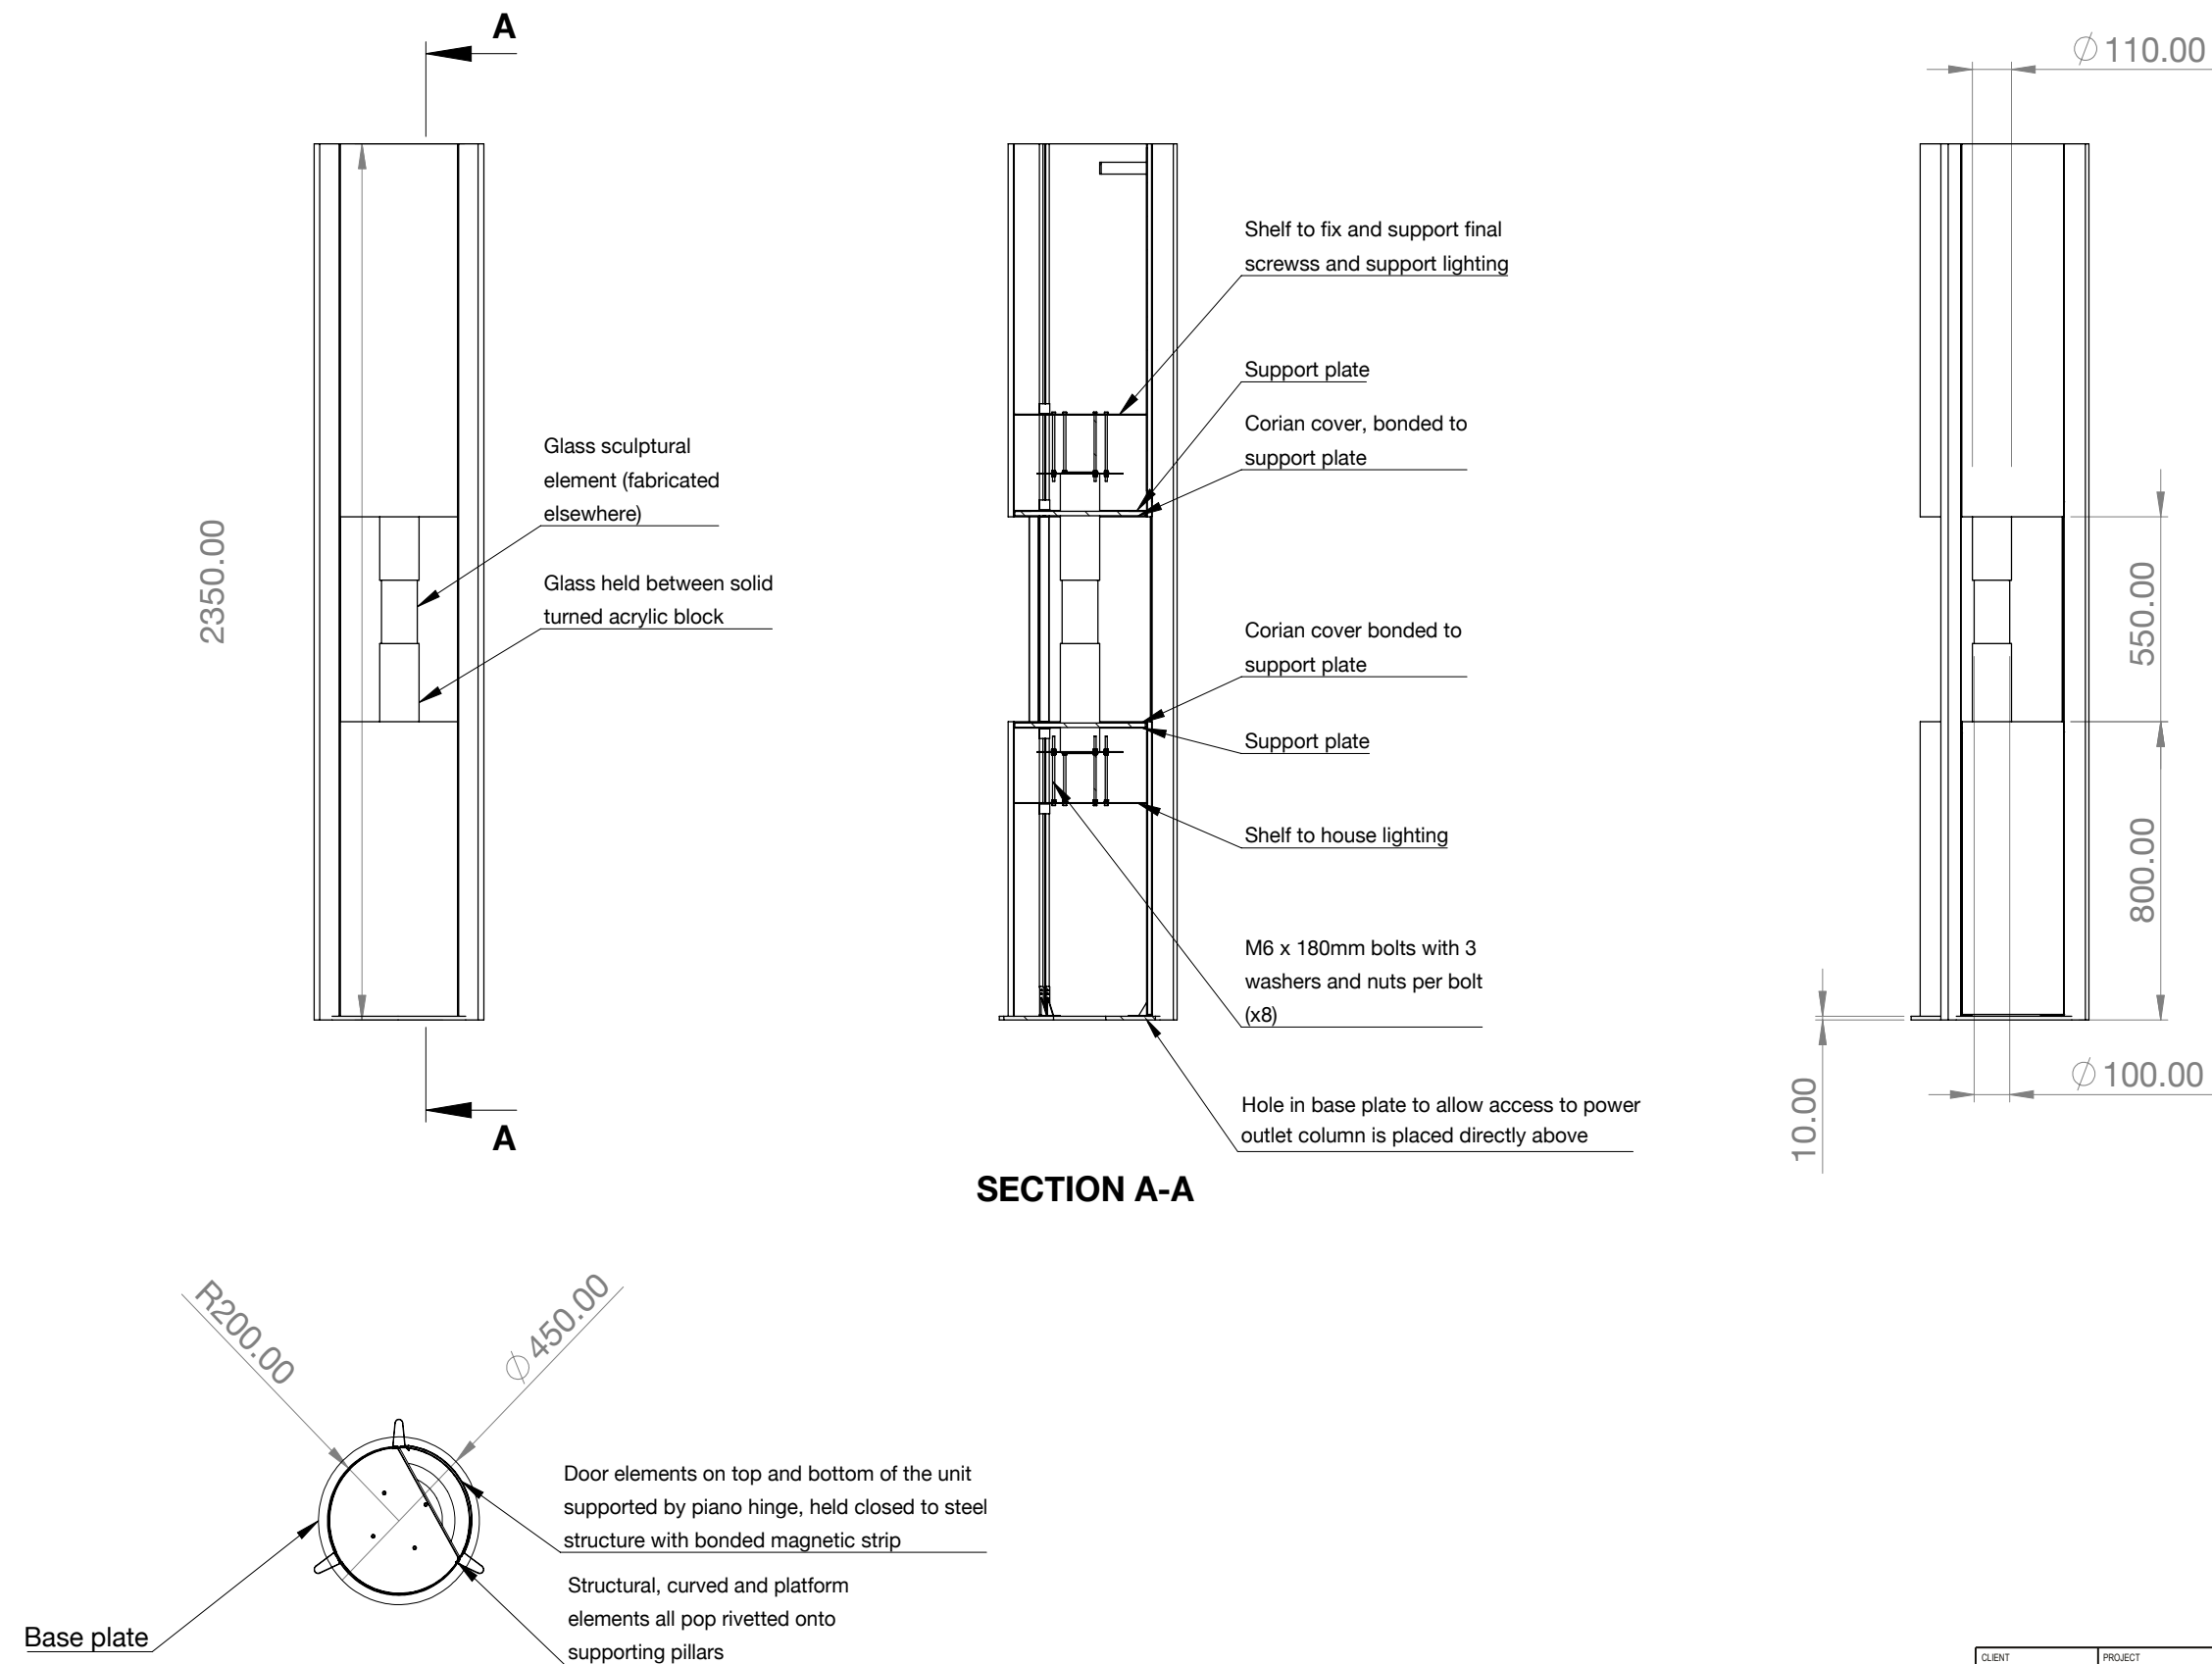 A
∅110.00
Shelf to fix and support final
screwss and support lighting
Support plate
Corian cover, bonded to
support plate
Glass sculptural
element (fabricated
elsewhere)
2350.00
Glass held between solid
turned acrylic block
550.00
Corian cover bonded to
support plate
Support plate
Shelf to house lighting
800.00
M6 x 180mm bolts with 3
washers and nuts per bolt
(x8)
∅100.00
10.00
Hole in base plate to allow access to power
outlet column is placed directly above
A
SECTION A-A
R200.00
∅450.00
Door elements on top and bottom of the unit
supported by piano hinge, held closed to steel
structure with bonded magnetic strip
Structural, curved and platform
elements all pop rivetted onto
supporting pillars
Base plate
CLIENT
PROJECT